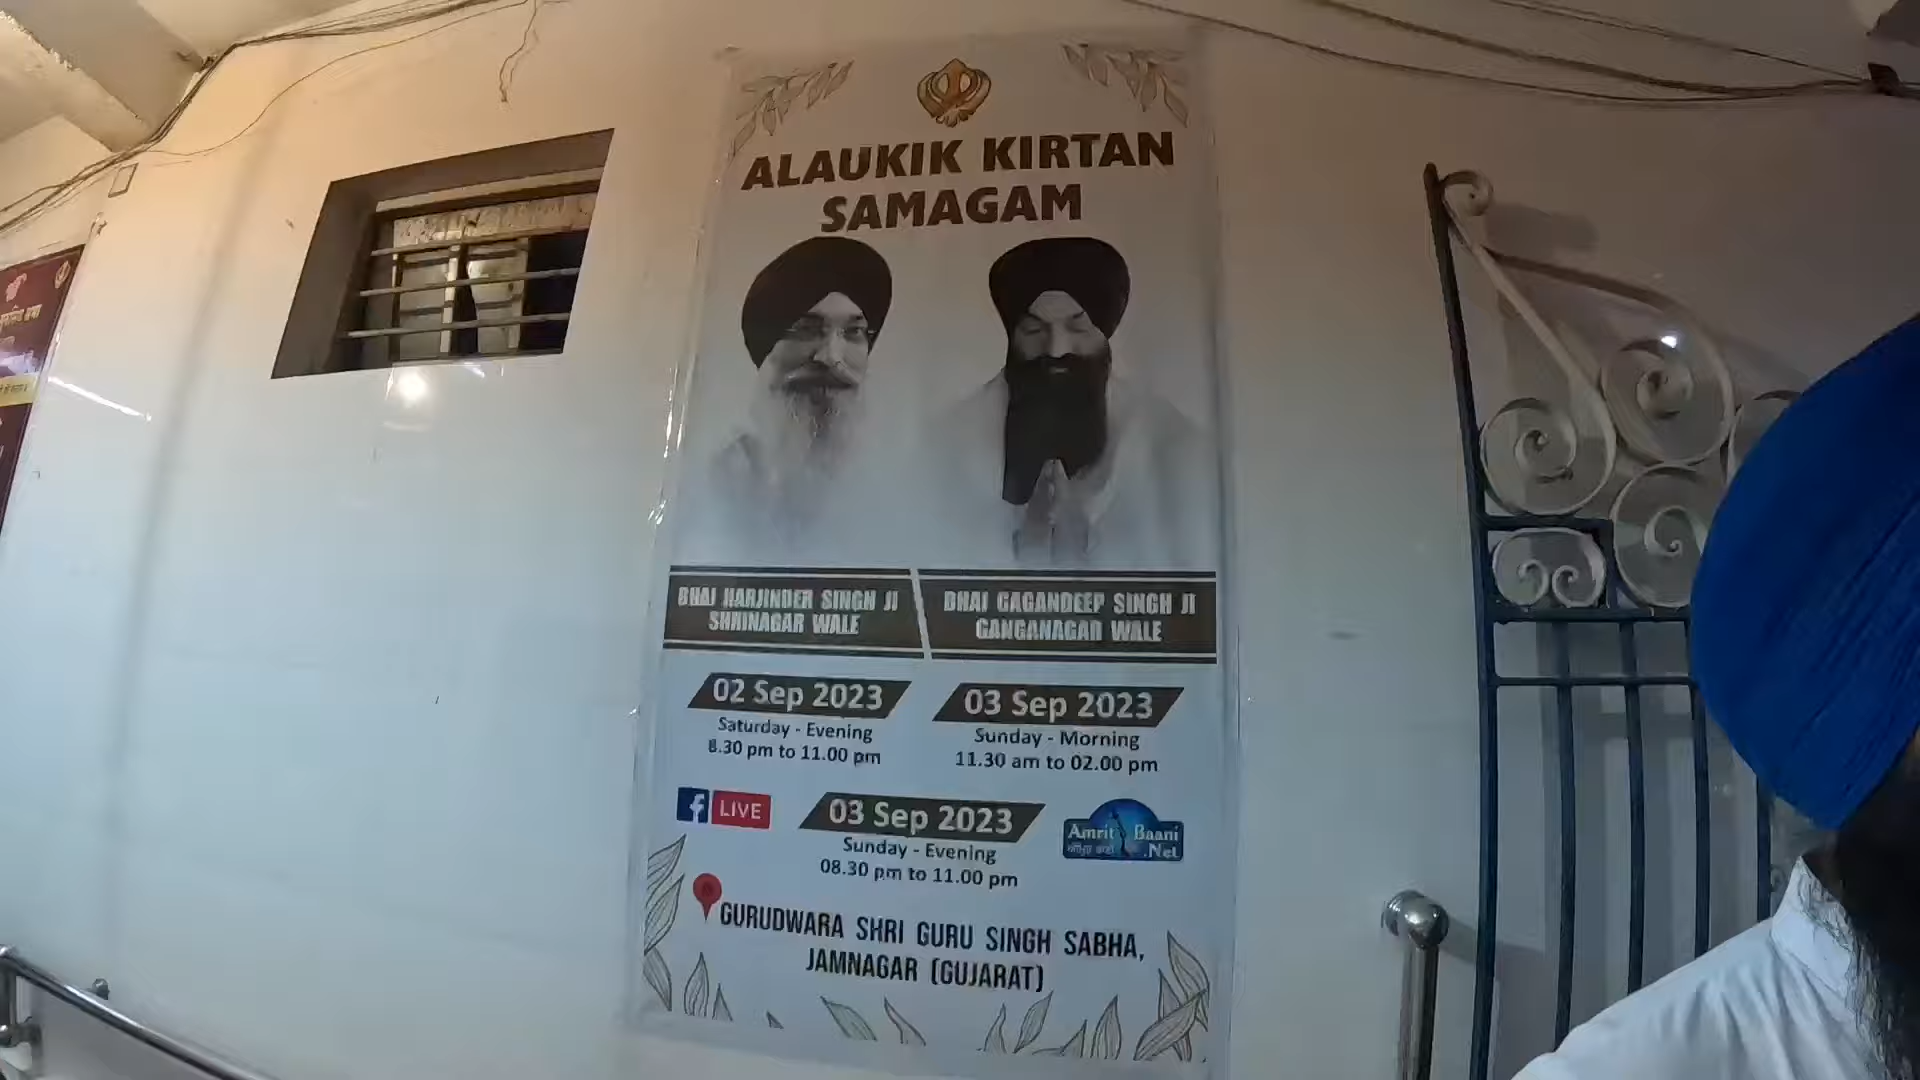 ALAUKIK KIRTAN
SAMAGAM
BHAI HARJINDER SINGH JI
SHRINAGAR WALE
BHAI GAGANDEEP SINGH JI
GANGANAGAR WALE
02 Sep 2023
Saturday - Evening
8.30 pm to 11.00 pm
03 Sep 2023
Sunday - Morning
11.30 am to 02.00 pm
f LIVE
03 Sep 2023
Sunday - Evening
08.30 pm to 11.00 pm
Amrit Baani
.Net
GURUDWARA SHRI GURU SINGH SABHA,
JAMNAGAR (GUJARAT)